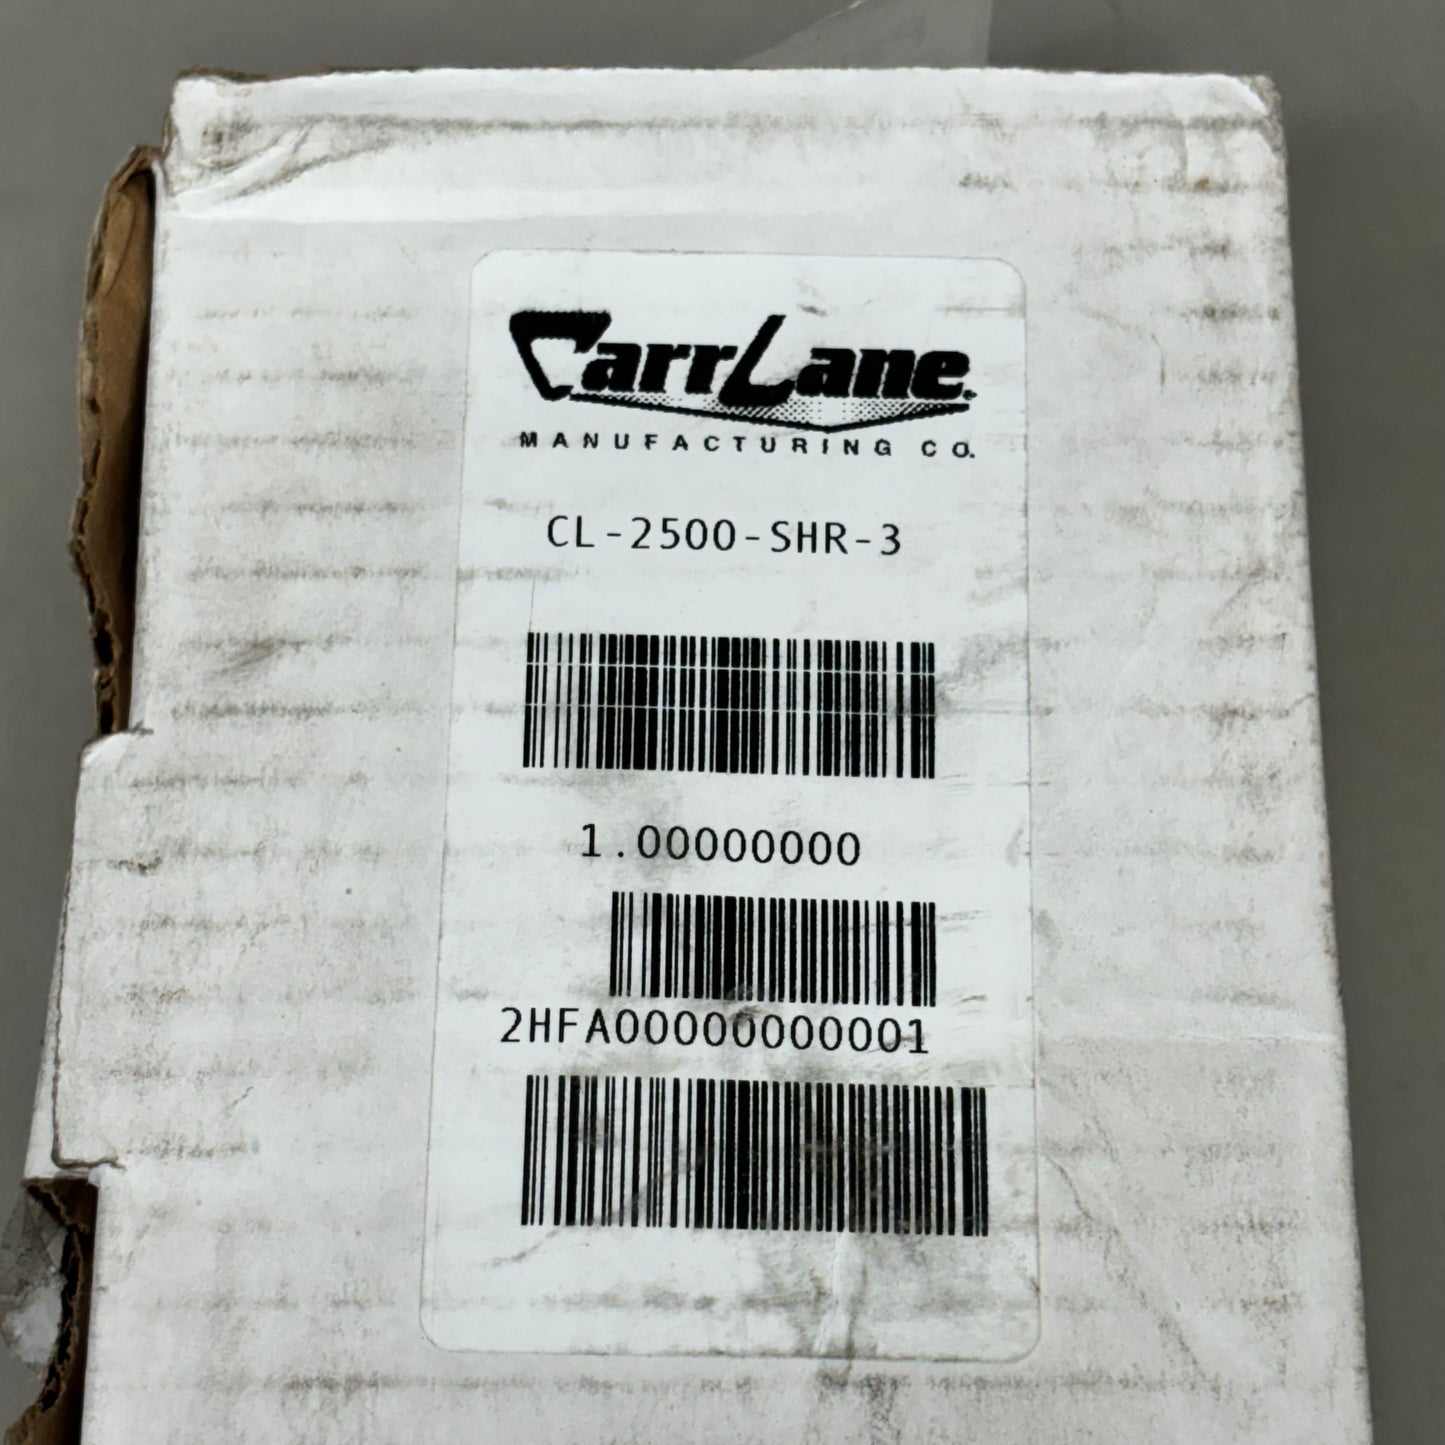 CarrLane.
MANUFACTURING CO.
CL-2500-SHR-3
1.00000000
2HFA00000000001